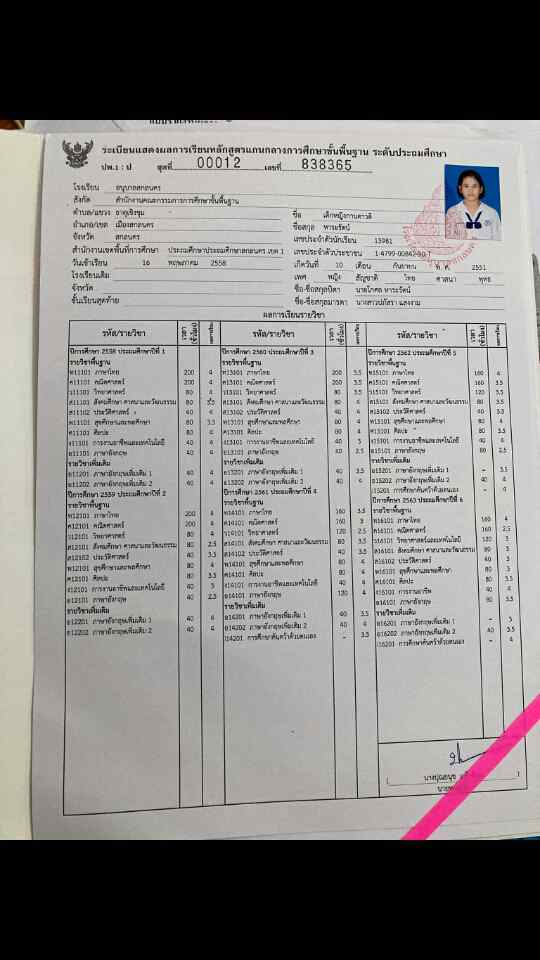 ระเบียนแสดงผลการเรียนหลักสูตรแกนกลางการศึกษาขั้นพื้นฐาน ระดับประถมศึกษา
ปพ.1 : ป ชุดที่ 00012 เลขที่ 838365
โรงเรียน อนุบาลสกลนคร
สังกัด สำนักงานคณะกรรมการการศึกษาขั้นพื้นฐาน
ตำบล/แขวง ธาตุเชิงชุม
อำเภอ/เขต เมืองสกลนคร
จังหวัด สกลนคร
สำนักงานเขตพื้นที่การศึกษา ประถมศึกษาประถมศึกษาสกลนคร เขต 1
วันเข้าเรียน 16 พฤษภาคม 2558
โรงเรียนเดิม
จังหวัด
ชั้นเรียนสุดท้าย
ชื่อ
ชื่อสกุล หาระรัตน์
เลขประจำตัวนักเรียน 13981
เลขประจำตัวประชาชน
เกิดวันที่ 10 เดือน กันยายน พ.ศ. 2551
เพศ หญิง สัญชาติ ไทย ศาสนา พุทธ
ชื่อ-ชื่อสกุลบิดา นายโกศล หาระรัตน์
ชื่อ-ชื่อสกุลมารดา
ผลการเรียนรายวิชา
รหัส/รายวิชา เวลา (ชั่วโมง) ผลการเรียน
ปีการศึกษา 2558 ประถมศึกษาปีที่ 1
รายวิชาพื้นฐาน
ท11101 ภาษาไทย 200 4
ค11101 คณิตศาสตร์ 200 4
ว11101 วิทยาศาสตร์ 80 4
ส11101 สังคมศึกษา ศาสนาและวัฒนธรรม 80 3.5
ส11102 ประวัติศาสตร์ 40 4
พ11101 สุขศึกษาและพลศึกษา 80 3.5
ศ11101 ศิลปะ 80 4
ง11101 การงานอาชีพและเทคโนโลยี 40 4
อ11101 ภาษาอังกฤษ 40 4
รายวิชาเพิ่มเติม
อ11201 ภาษาอังกฤษเพิ่มเติม 1 40 4
อ11202 ภาษาอังกฤษเพิ่มเติม 2 40 4
ปีการศึกษา 2559 ประถมศึกษาปีที่ 2
รายวิชาพื้นฐาน
ท12101 ภาษาไทย 200 4
ค12101 คณิตศาสตร์ 200 4
ว12101 วิทยาศาสตร์ 80 4
ส12101 สังคมศึกษา ศาสนาและวัฒนธรรม 80 2.5
ส12102 ประวัติศาสตร์ 40 3.5
พ12101 สุขศึกษาและพลศึกษา 80 4
ศ12101 ศิลปะ 80 3.5
ง12101 การงานอาชีพและเทคโนโลยี 40
อ12101 ภาษาอังกฤษ 40 2.5
รายวิชาเพิ่มเติม
อ12201 ภาษาอังกฤษเพิ่มเติม 1 40 4
อ12202 ภาษาอังกฤษเพิ่มเติม 2 40 4
รหัส/รายวิชา เวลา (ชั่วโมง) ผลการเรียน
ปีการศึกษา 2560 ประถมศึกษาปีที่ 3
รายวิชาพื้นฐาน
ท13101 ภาษาไทย 200 3.5
ค13101 คณิตศาสตร์ 200 3.5
ว13101 วิทยาศาสตร์ 80 3.5
ส13101 สังคมศึกษา ศาสนาและวัฒนธรรม 80 4
ส13102 ประวัติศาสตร์ 40 4
พ13101 สุขศึกษาและพลศึกษา 4
ศ13101 ศิลปะ 4
ง13101 การงานอาชีพและเทคโนโลยี 40 3
อ13101 ภาษาอังกฤษ 40 2.5
รายวิชาเพิ่มเติม
อ13201 ภาษาอังกฤษเพิ่มเติม 1 40 3.5
อ13202 ภาษาอังกฤษเพิ่มเติม 2 40 4
ปีการศึกษา 2561 ประถมศึกษาปีที่ 4
รายวิชาพื้นฐาน
ท14101 ภาษาไทย 160 3.5
ค14101 คณิตศาสตร์ 160 3
ว14101 วิทยาศาสตร์ 120 4
ส14101 สังคมศึกษา ศาสนาและวัฒนธรรม 80 3.5
ส14102 ประวัติศาสตร์ 40 3.5
พ14101 สุขศึกษาและพลศึกษา 80 4
ศ14101 ศิลปะ 80 4
ง14101 การงานอาชีพและเทคโนโลยี 40 4
อ14101 ภาษาอังกฤษ 120 4
รายวิชาเพิ่มเติม
อ14201 ภาษาอังกฤษเพิ่มเติม 1 40 3.5
อ14202 ภาษาอังกฤษเพิ่มเติม 2 40 4
I14201 การศึกษาค้นคว้าด้วยตนเอง - 3.5
รหัส/รายวิชา เวลา (ชั่วโมง) ผลการเรียน
ปีการศึกษา 2562 ประถมศึกษาปีที่ 5
รายวิชาพื้นฐาน
ท15101 ภาษาไทย 160 4
ค15101 คณิตศาสตร์ 160 3.5
ว15101 วิทยาศาสตร์ 120 3.5
ส15101 สังคมศึกษา ศาสนาและวัฒนธรรม 80 4
ส15102 ประวัติศาสตร์ 40 3.5
พ15101 สุขศึกษาและพลศึกษา 80 4
ศ15101 ศิลปะ 80 3.5
ง15101 การงานอาชีพและเทคโนโลยี 40 4
อ15101 ภาษาอังกฤษ 80 2.5
รายวิชาเพิ่มเติม
อ15201 ภาษาอังกฤษเพิ่มเติม 1 - 3.5
อ15202 ภาษาอังกฤษเพิ่มเติม 2 40 4
I15201 การศึกษาค้นคว้าด้วยตนเอง - 4
ปีการศึกษา 2563 ประถมศึกษาปีที่ 6
รายวิชาพื้นฐาน
ท16101 ภาษาไทย 160 4
ค16101 คณิตศาสตร์ 160 2.5
ว16101 วิทยาศาสตร์และเทคโนโลยี 120 3
ส16101 สังคมศึกษา ศาสนาและวัฒนธรรม 80 3
ส16102 ประวัติศาสตร์ 40 3
พ16101 สุขศึกษาและพลศึกษา 80 4
ศ16101 ศิลปะ 80 3.5
ง16101 การงานอาชีพ 40 4
อ16101 ภาษาอังกฤษ 80 3.5
รายวิชาเพิ่มเติม
อ16201 ภาษาอังกฤษเพิ่มเติม 1 - 3
อ16202 ภาษาอังกฤษเพิ่มเติม 2 40 3.5
I16201 การศึกษาค้นคว้าด้วยตนเอง - 4